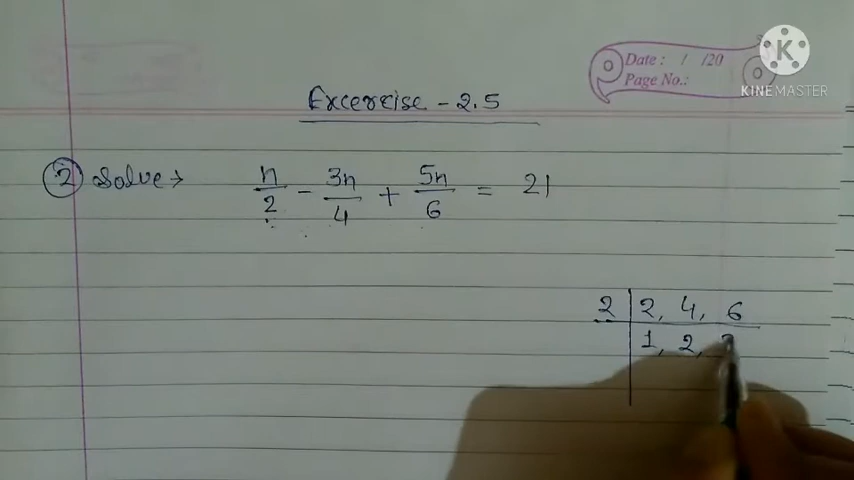 Date : / /20
Page No.:
KINEMASTER
Excercise - 2.5
2 Solve → n/2 - 3n/4 + 5n/6 = 21
2 | 2, 4, 6
1, 2,